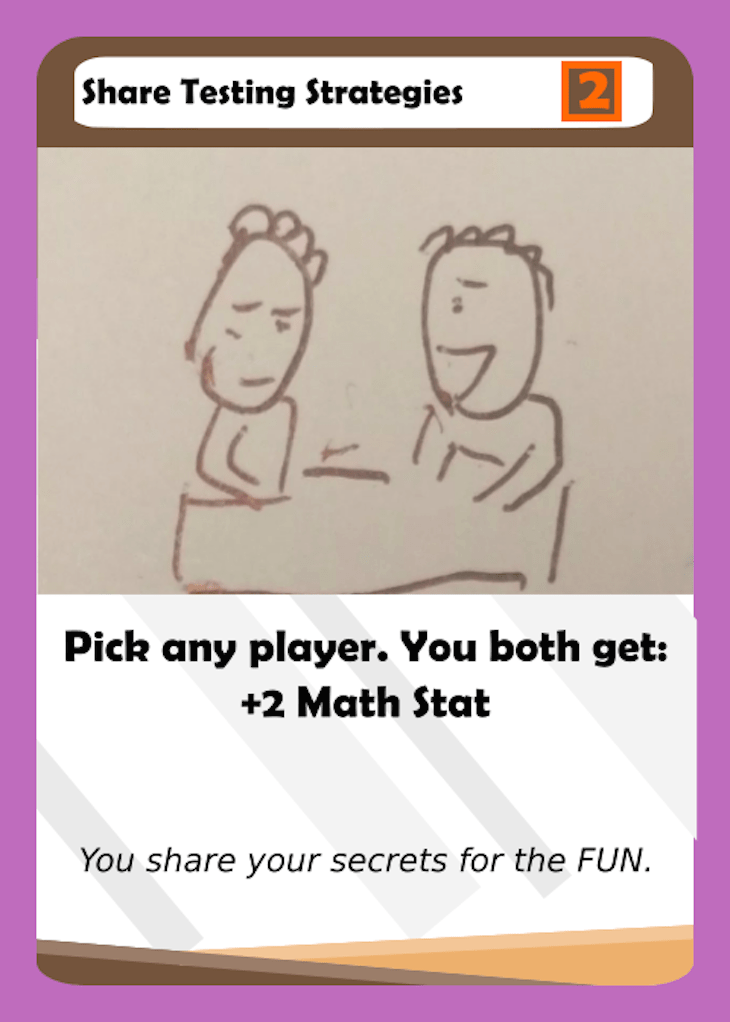 Share Testing Strategies 2
Pick any player. You both get:
+2 Math Stat
You share your secrets for the FUN.